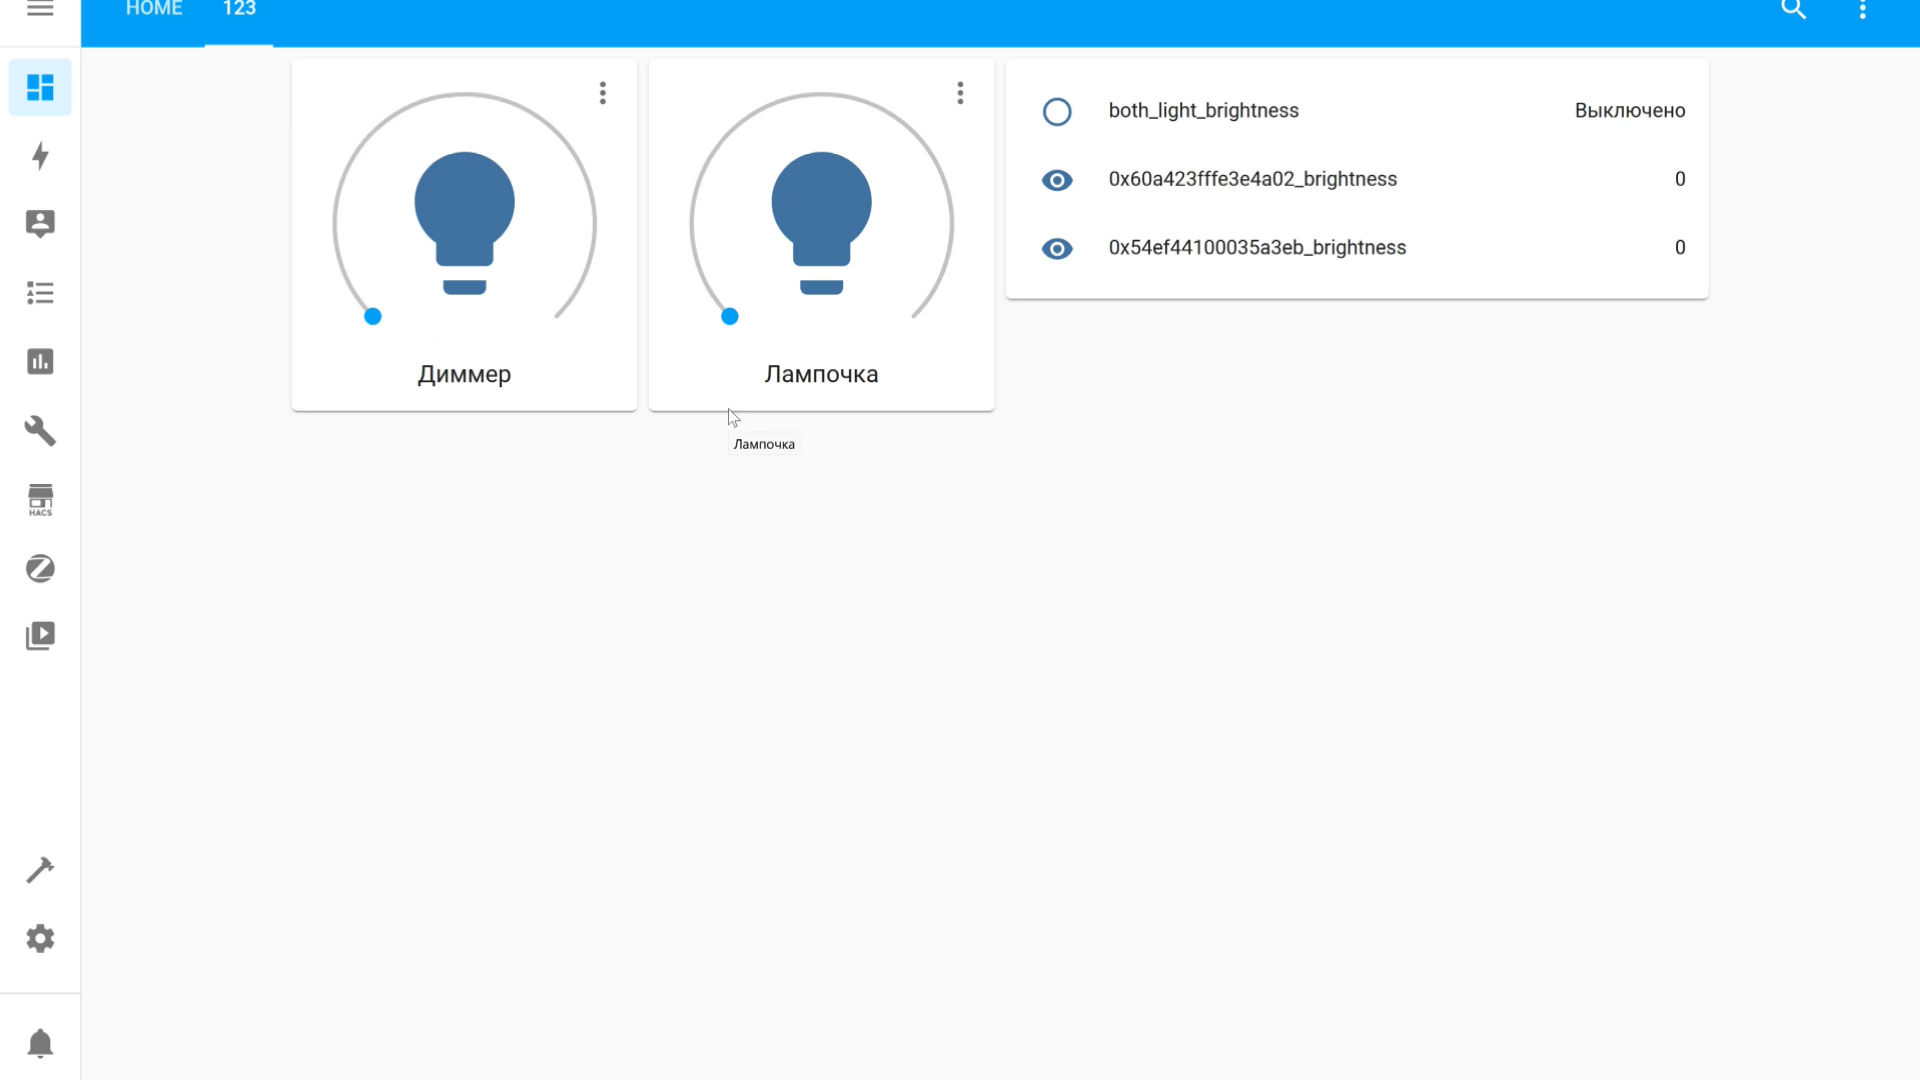 HOME 123
both_light_brightness Выключено
0x60a423fffe3e4a02_brightness 0
0x54ef44100035a3eb_brightness 0
Диммер
Лампочка
Лампочка
HACS